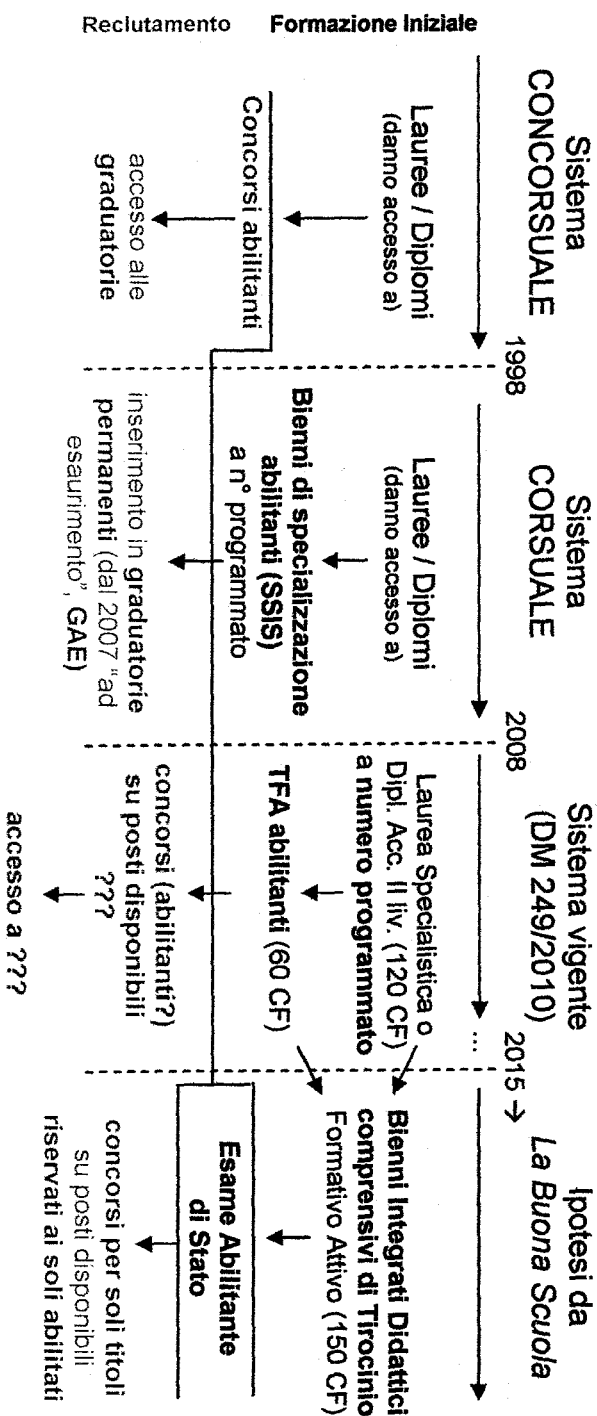 Sistema
CONCORSUALE
1998
Sistema
CORSUALE
2008
Sistema vigente
(DM 249/2010)
...
2015 →
Ipotesi da
La Buona Scuola
Formazione Iniziale
Reclutamento
Lauree / Diplomi
(danno accesso a)
Concorsi abilitanti
accesso alle
graduatorie
Lauree / Diplomi
(danno accesso a)
Bienni di specializzazione
abilitanti (SSIS)
a n° programmato
inserimento in graduatorie
permanenti (dal 2007 "ad
esaurimento", GAE)
Laurea Specialistica o
Dipl. Acc. II liv. (120 CF)
a numero programmato
TFA abilitanti (60 CF)
concorsi (abilitanti?)
su posti disponibili
???
accesso a ???
Bienni Integrati Didattici
comprensivi di Tirocinio
Formativo Attivo (150 CF)
Esame Abilitante
di Stato
concorsi per soli titoli
su posti disponibili
riservati ai soli abilitati